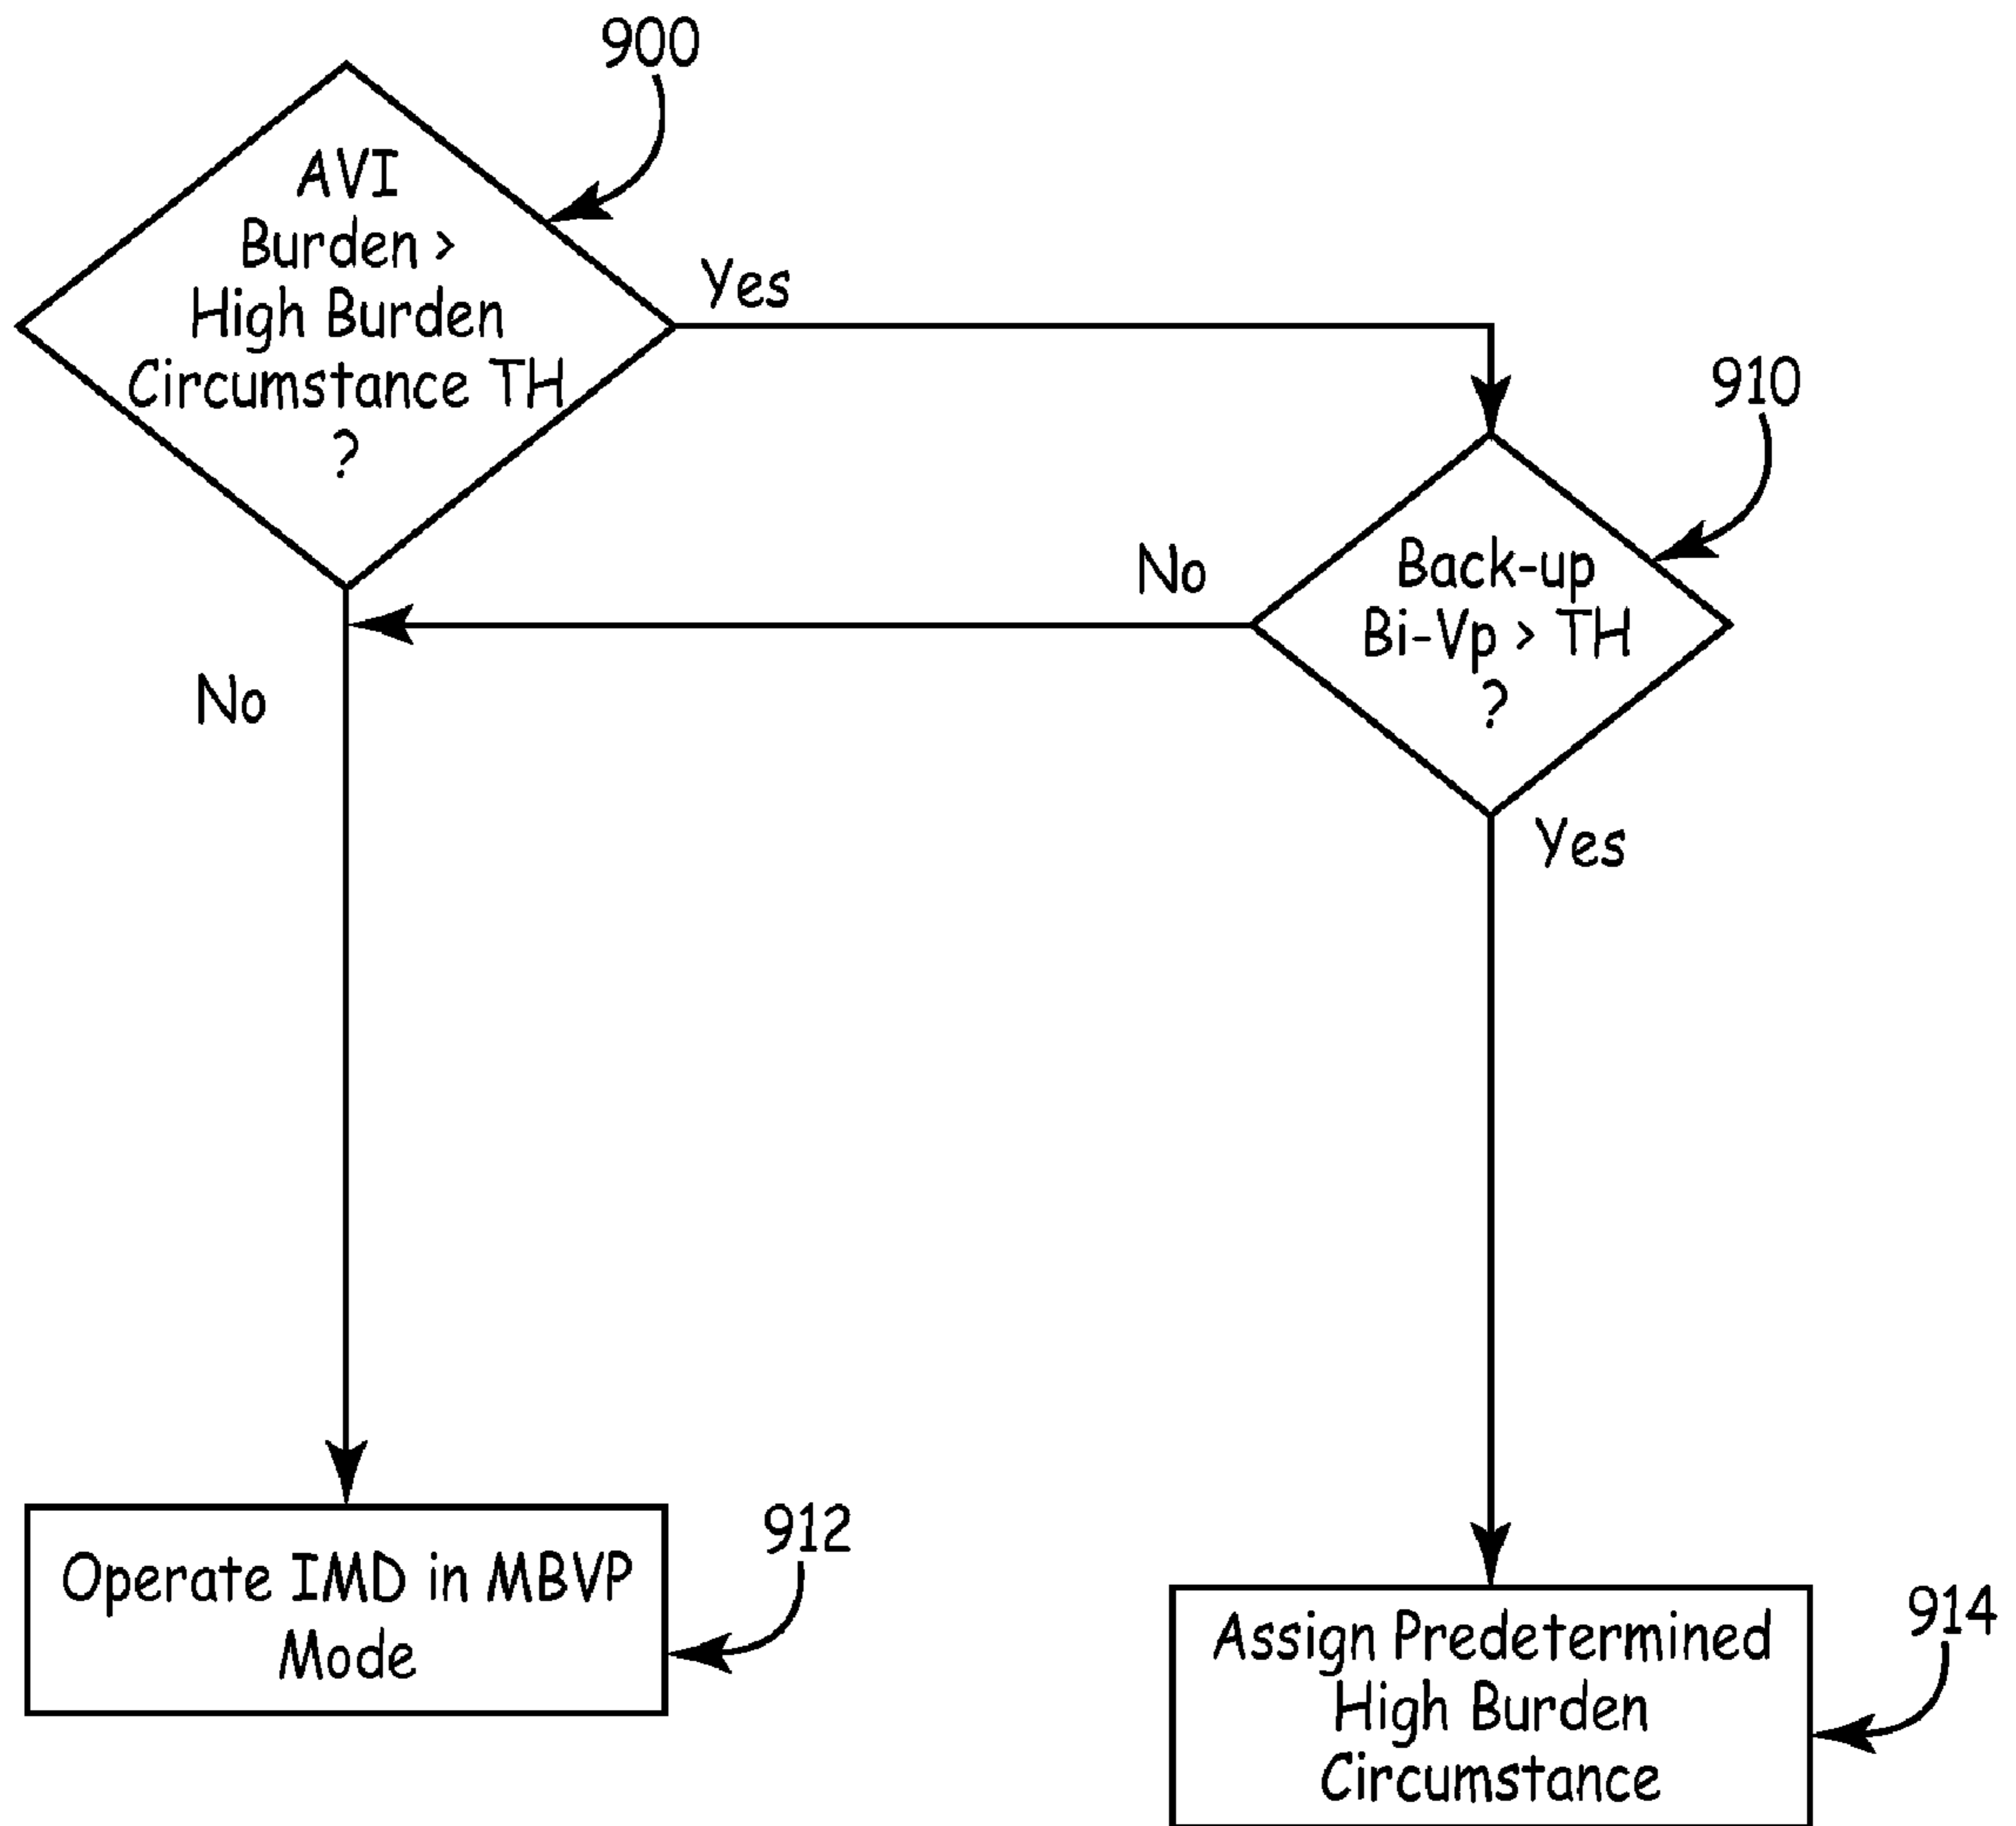 900
AVI
Burden >
High Burden
Circumstance TH
?
Yes
910
Back-up
Bi-Vp > TH
?
No
No
Yes
Operate IMD in MBVP
Mode
912
Assign Predetermined
High Burden
Circumstance
914